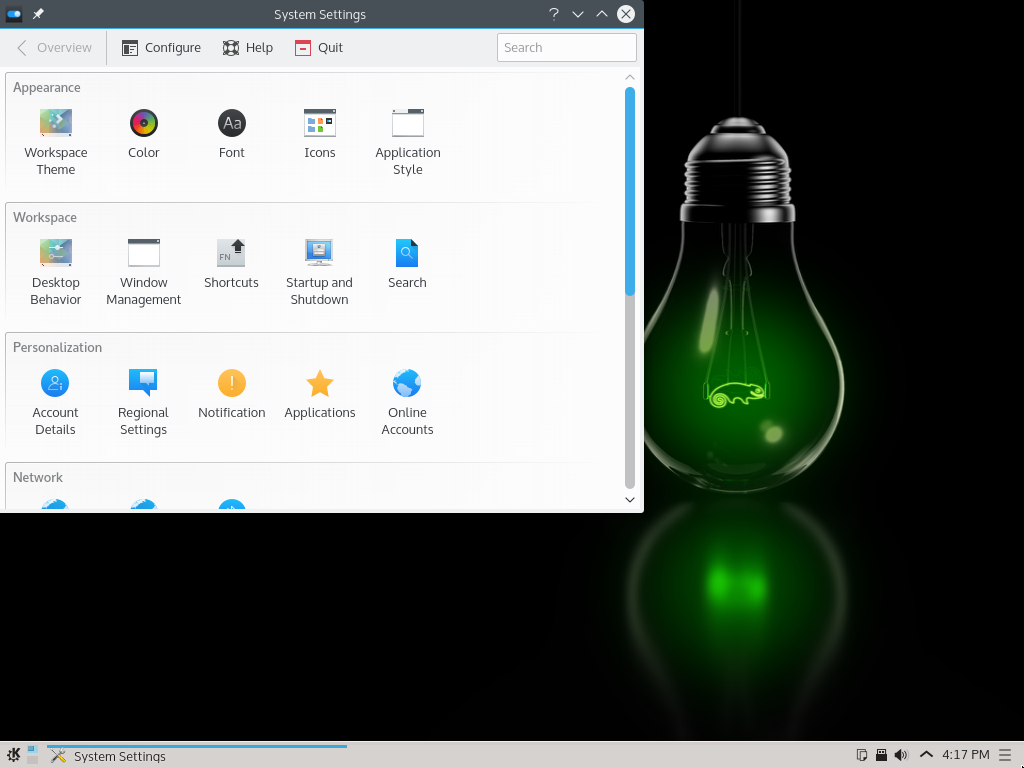 System Settings
?
Overview
Configure
Help
Quit
Search
Appearance
Workspace
Theme
Color
Aa
Font
Icons
Application
Style
Workspace
Desktop
Behavior
Window
Management
FN
Shortcuts
Startup and
Shutdown
Search
Personalization
Account
Details
Regional
Settings
!
Notification
Applications
Online
Accounts
Network
K
System Settings
4:17 PM